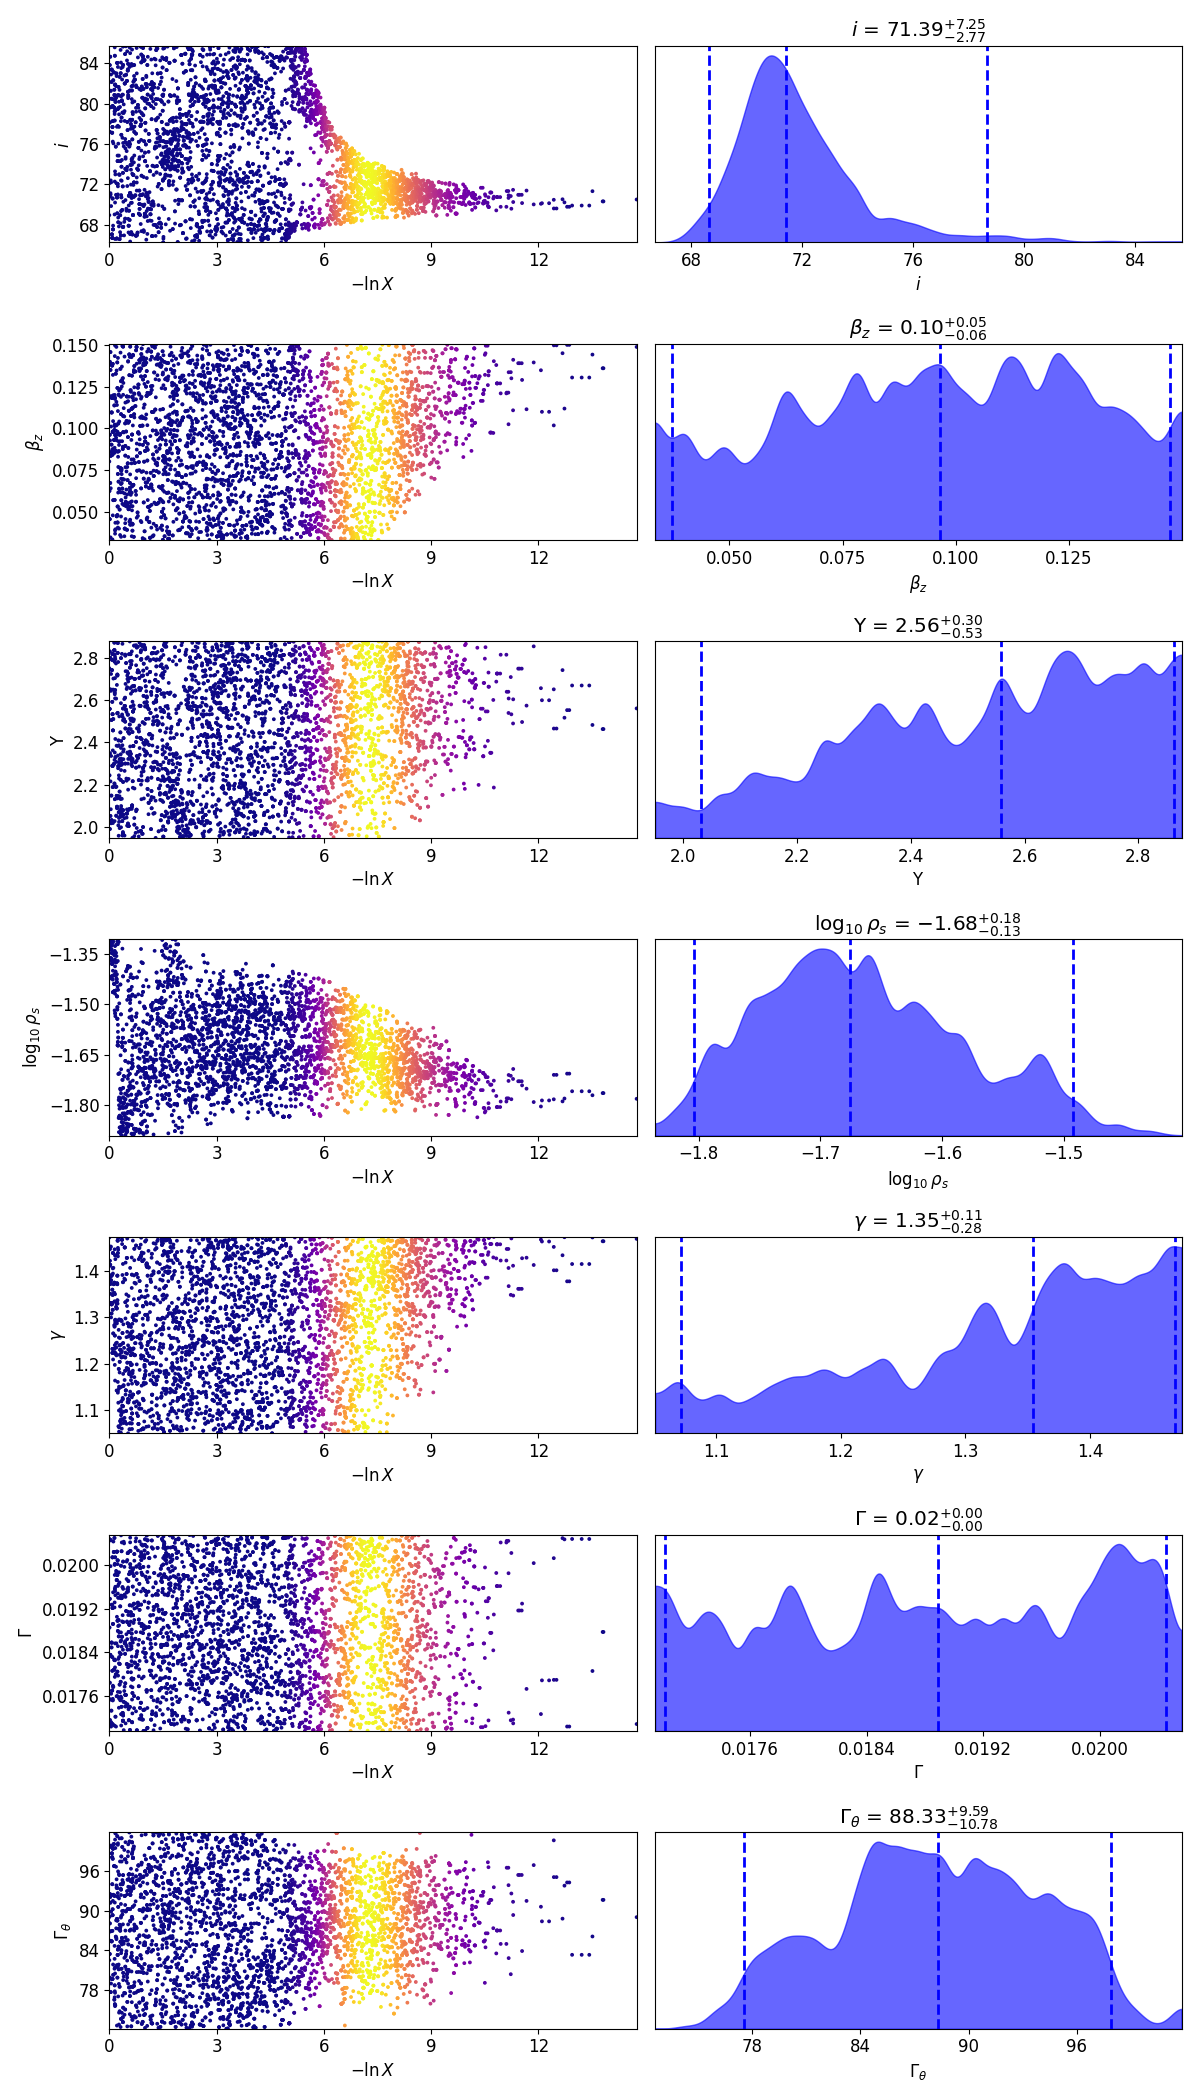 i = 71.39 +7.25 −2.77
84
80
76
72
68
i
0 3 6 9 12
−ln X
68 72 76 80 84
i
β_z = 0.10 +0.05 −0.06
0.150
0.125
0.100
0.075
0.050
β_z
0 3 6 9 12
−ln X
0.050 0.075 0.100 0.125
β_z
Υ = 2.56 +0.30 −0.53
2.8
2.6
2.4
2.2
2.0
Υ
0 3 6 9 12
−ln X
2.0 2.2 2.4 2.6 2.8
Υ
log₁₀ ρ_s = −1.68 +0.18 −0.13
−1.35
−1.50
−1.65
−1.80
log₁₀ ρ_s
0 3 6 9 12
−ln X
−1.8 −1.7 −1.6 −1.5
log₁₀ ρ_s
γ = 1.35 +0.11 −0.28
1.4
1.3
1.2
1.1
γ
0 3 6 9 12
−ln X
1.1 1.2 1.3 1.4
γ
Γ = 0.02 +0.00 −0.00
0.0200
0.0192
0.0184
0.0176
Γ
0 3 6 9 12
−ln X
0.0176 0.0184 0.0192 0.0200
Γ
Γ_θ = 88.33 +9.59 −10.78
96
90
84
78
Γ_θ
0 3 6 9 12
−ln X
78 84 90 96
Γ_θ